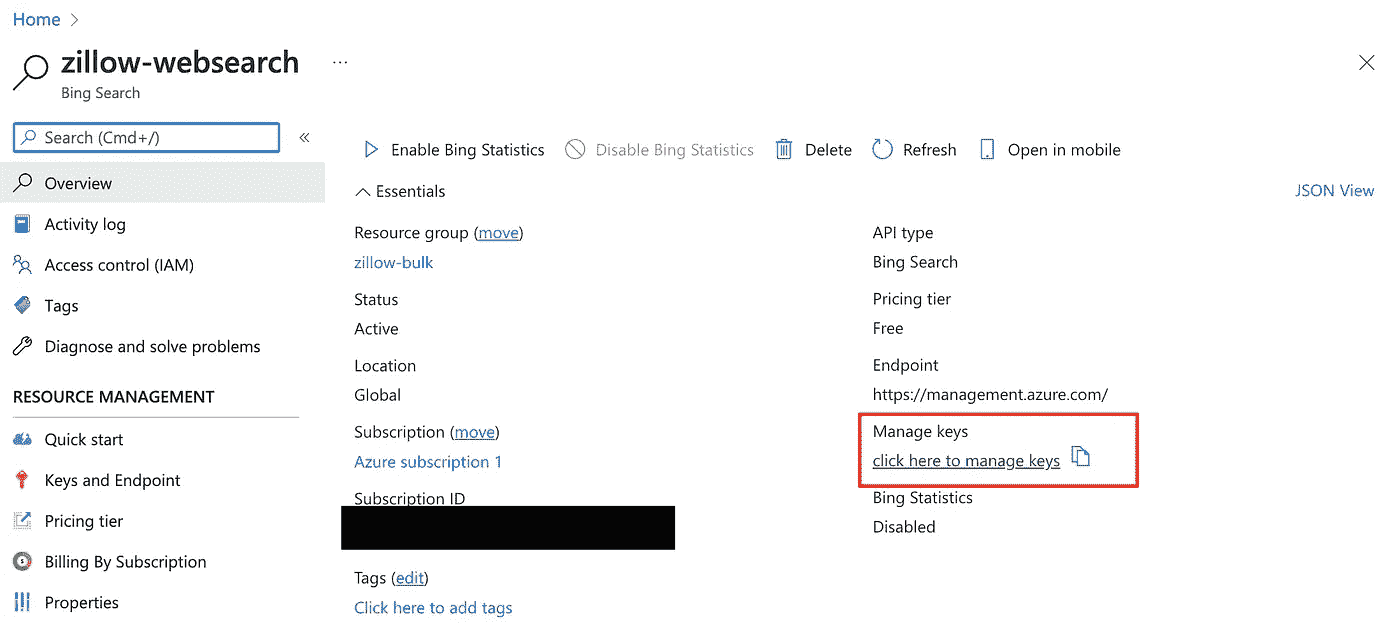 Home
zillow-websearch ...
Bing Search
Search (Cmd+/)
Overview
Activity log
Access control (IAM)
Tags
Diagnose and solve problems
RESOURCE MANAGEMENT
Quick start
Keys and Endpoint
Pricing tier
Billing By Subscription
Properties
Enable Bing Statistics Disable Bing Statistics Delete Refresh Open in mobile
Essentials
JSON View
Resource group (move)
zillow-bulk
Status
Active
Location
Global
Subscription (move)
Azure subscription 1
Subscription ID
Tags (edit)
Click here to add tags
API type
Bing Search
Pricing tier
Free
Endpoint
https://management.azure.com/
Manage keys
click here to manage keys
Bing Statistics
Disabled